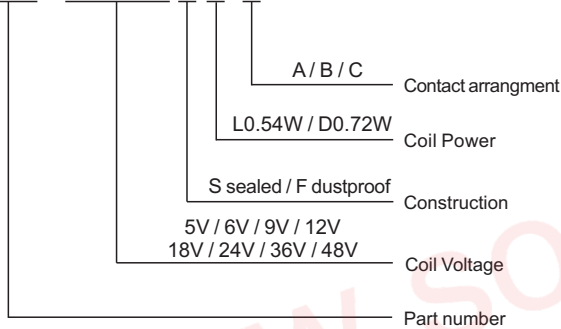 A / B / C
Contact arrangment
L0.54W / D0.72W
Coil Power
S sealed / F dustproof
Construction
5V / 6V / 9V / 12V
18V / 24V / 36V / 48V
Coil Voltage
Part number